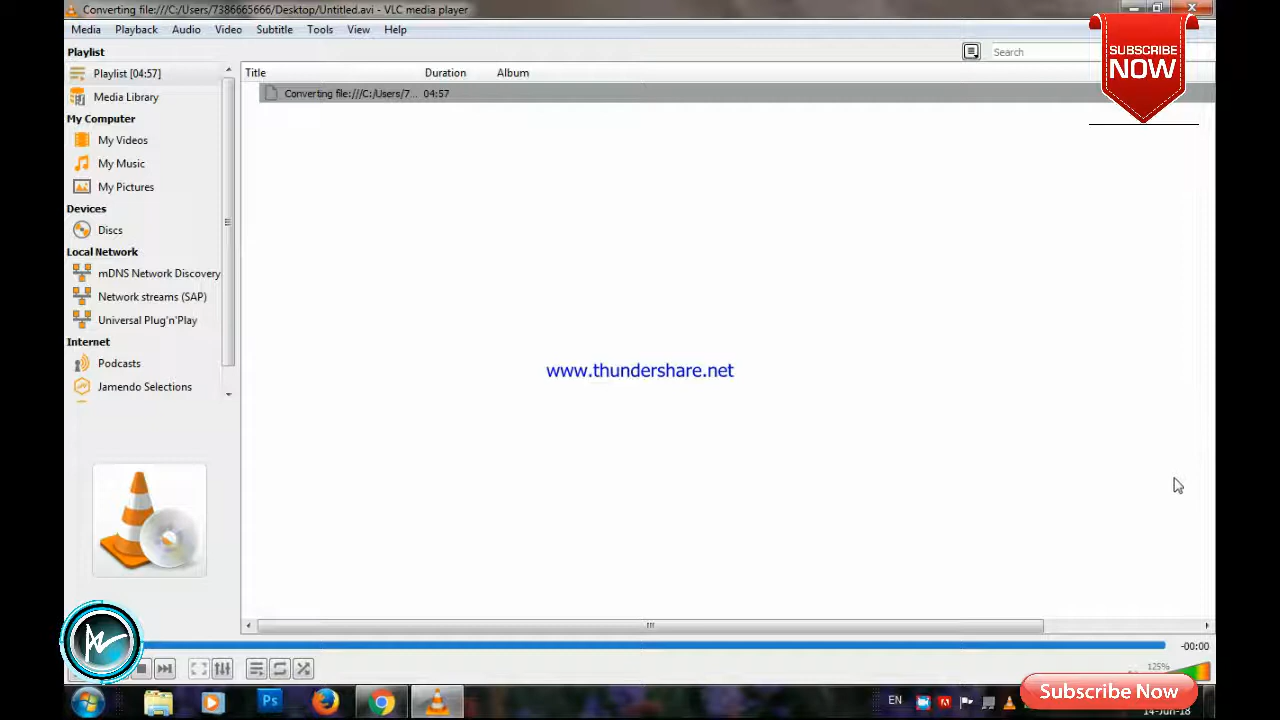 Converting file:///C:/Users/7386665666/Desktop/Untitled.avi - VLC media player
Media Playback Audio Video Subtitle Tools View Help
Playlist
Search
SUBSCRIBE
NOW
Playlist [04:57]
Title Duration Album
Converting file:///C:/Users/7... 04:57
Media Library
My Computer
My Videos
My Music
My Pictures
Devices
Discs
Local Network
mDNS Network Discovery
Network streams (SAP)
Universal Plug'n'Play
Internet
Podcasts
Jamendo Selections
www.thundershare.net
-00:00
125%
Ps
EN
Subscribe Now
14-Jun-18